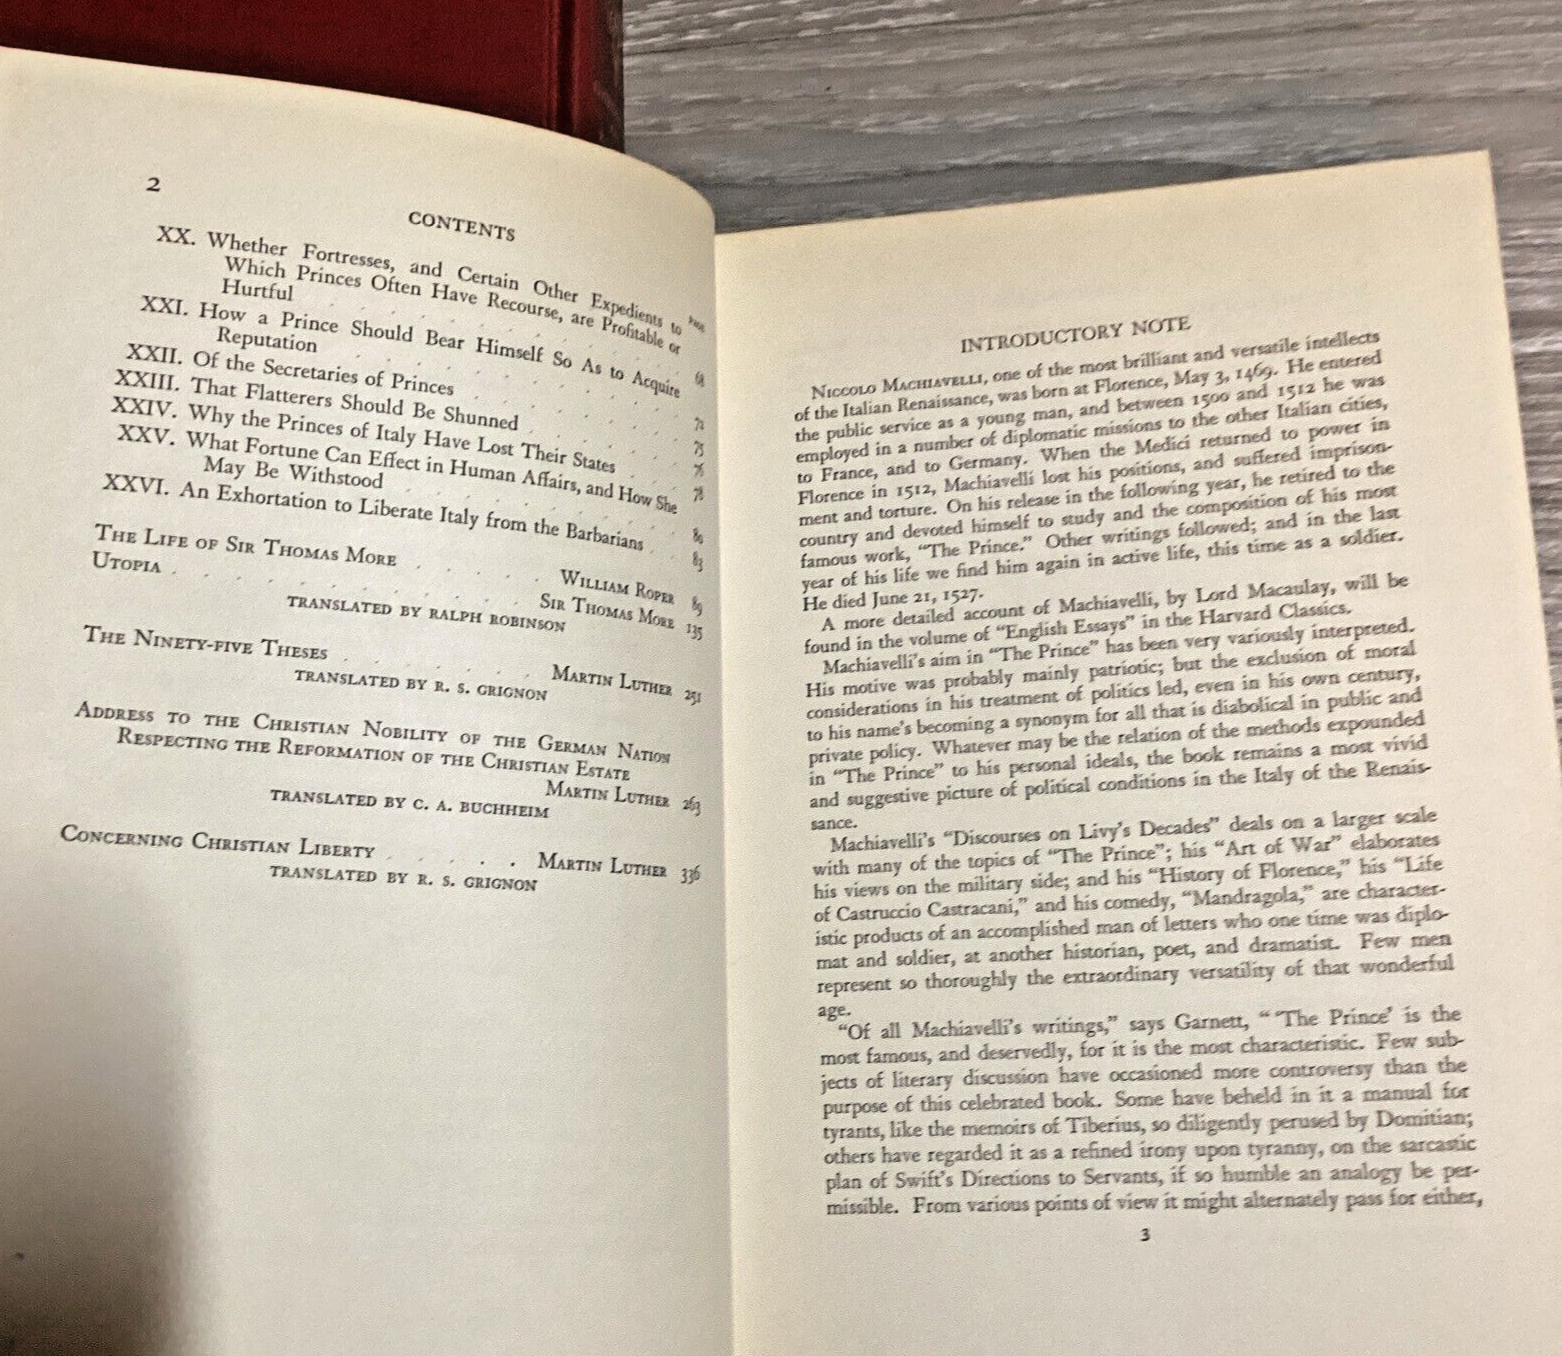 2
CONTENTS
PAGE
XX. Whether Fortresses, and Certain Other Expedients to
Which Princes Often Have Recourse, are Profitable or
Hurtful . . . . . . . . . . 68
XXI. How a Prince Should Bear Himself So As to Acquire
Reputation . . . . . . . . . 71
XXII. Of the Secretaries of Princes . . . . . . 75
XXIII. That Flatterers Should Be Shunned . . . . . 76
XXIV. Why the Princes of Italy Have Lost Their States . . 78
XXV. What Fortune Can Effect in Human Affairs, and How She
May Be Withstood . . . . . . . . 80
XXVI. An Exhortation to Liberate Italy from the Barbarians . . 83
THE LIFE OF SIR THOMAS MORE . . . . . WILLIAM ROPER 89
UTOPIA . . . . . . . . . SIR THOMAS MORE 135
TRANSLATED BY RALPH ROBINSON
THE NINETY-FIVE THESES . . . . . . MARTIN LUTHER 251
TRANSLATED BY R. S. GRIGNON
ADDRESS TO THE CHRISTIAN NOBILITY OF THE GERMAN NATION
RESPECTING THE REFORMATION OF THE CHRISTIAN ESTATE
MARTIN LUTHER 263
TRANSLATED BY C. A. BUCHHEIM
CONCERNING CHRISTIAN LIBERTY . . . . . MARTIN LUTHER 336
TRANSLATED BY R. S. GRIGNON
INTRODUCTORY NOTE
NICCOLO MACHIAVELLI, one of the most brilliant and versatile intellects
of the Italian Renaissance, was born at Florence, May 3, 1469. He entered
the public service as a young man, and between 1500 and 1512 he was
employed in a number of diplomatic missions to the other Italian cities,
to France, and to Germany. When the Medici returned to power in
Florence in 1512, Machiavelli lost his positions, and suffered imprison-
ment and torture. On his release in the following year, he retired to the
country and devoted himself to study and the composition of his most
famous work, “The Prince.” Other writings followed; and in the last
year of his life we find him again in active life, this time as a soldier.
He died June 21, 1527.
A more detailed account of Machiavelli, by Lord Macaulay, will be
found in the volume of “English Essays” in the Harvard Classics.
Machiavelli’s aim in “The Prince” has been very variously interpreted.
His motive was probably mainly patriotic; but the exclusion of moral
considerations in his treatment of politics led, even in his own century,
to his name’s becoming a synonym for all that is diabolical in public and
private policy. Whatever may be the relation of the methods expounded
in “The Prince” to his personal ideals, the book remains a most vivid
and suggestive picture of political conditions in the Italy of the Renais-
sance.
Machiavelli’s “Discourses on Livy’s Decades” deals on a larger scale
with many of the topics of “The Prince”; his “Art of War” elaborates
his views on the military side; and his “History of Florence,” his “Life
of Castruccio Castracani,” and his comedy, “Mandragola,” are character-
istic products of an accomplished man of letters who one time was diplo-
mat and soldier, at another historian, poet, and dramatist. Few men
represent so thoroughly the extraordinary versatility of that wonderful
age.
“Of all Machiavelli’s writings,” says Garnett, “ ‘The Prince’ is the
most famous, and deservedly, for it is the most characteristic. Few sub-
jects of literary discussion have occasioned more controversy than the
purpose of this celebrated book. Some have beheld in it a manual for
tyrants, like the memoirs of Tiberius, so diligently perused by Domitian;
others have regarded it as a refined irony upon tyranny, on the sarcastic
plan of Swift’s Directions to Servants, if so humble an analogy be per-
missible. From various points of view it might alternately pass for either,
3